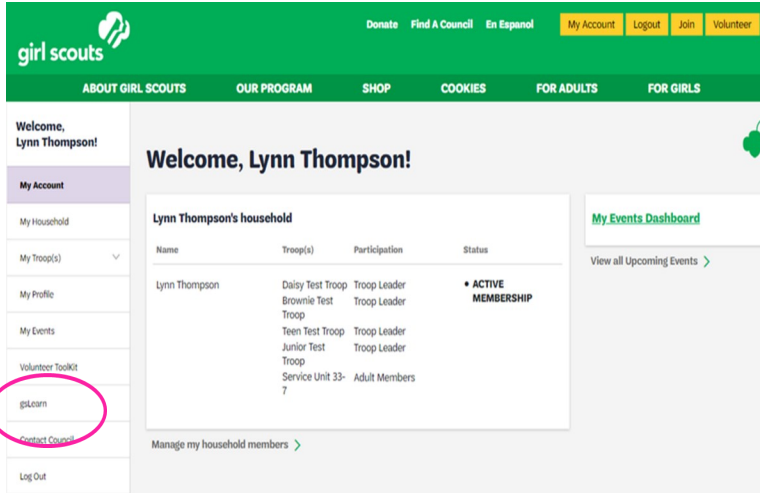 girl scouts
Donate Find A Council En Espanol My Account Logout Join Volunteer
ABOUT GIRL SCOUTS OUR PROGRAM SHOP COOKIES FOR ADULTS FOR GIRLS
Welcome,
Lynn Thompson!
My Account
My Household
My Troop(s)
My Profile
My Events
Volunteer ToolKit
gsLearn
Contact Council
Log Out
Welcome, Lynn Thompson!
Lynn Thompson's household
Name Troop(s) Participation Status
Lynn Thompson Daisy Test Troop Troop Leader • ACTIVE
Brownie Test Troop Leader MEMBERSHIP
Troop
Teen Test Troop Troop Leader
Junior Test Troop Leader
Troop
Service Unit 33- Adult Members
7
Manage my household members
My Events Dashboard
View all Upcoming Events